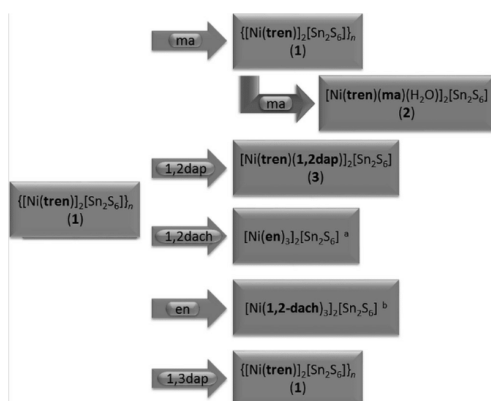 ma
{[Ni(tren)]₂[Sn₂S₆]}ₙ
(1)
ma
[Ni(tren)(ma)(H₂O)]₂[Sn₂S₆]
(2)
1,2dap
[Ni(tren)(1,2dap)]₂[Sn₂S₆]
(3)
{[Ni(tren)]₂[Sn₂S₆]}ₙ
(1)
1,2dach
[Ni(en)₃]₂[Sn₂S₆] ᵃ
en
[Ni(1,2-dach)₃]₂[Sn₂S₆] ᵇ
1,3dap
{[Ni(tren)]₂[Sn₂S₆]}ₙ
(1)